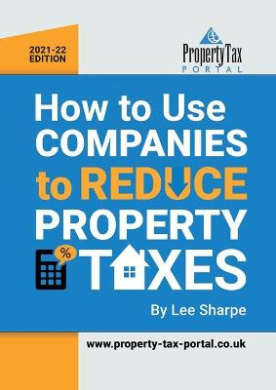 2021-22
EDITION
PropertyTax
PORTAL
How to Use
COMPANIES
to REDUCE
PROPERTY
%
TAXES
By Lee Sharpe
www.property-tax-portal.co.uk